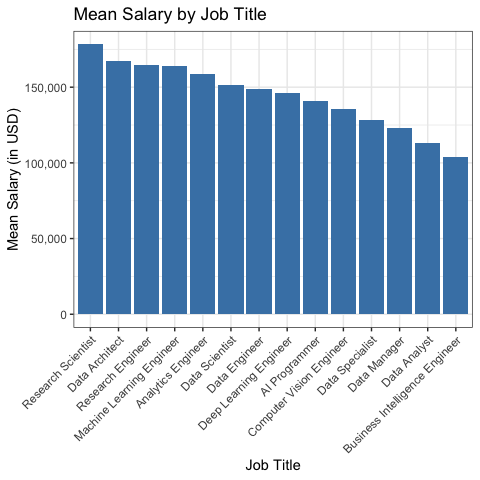 Mean Salary by Job Title
Mean Salary (in USD)
150,000
100,000
50,000
0
Research Scientist
Data Architect
Research Engineer
Machine Learning Engineer
Analytics Engineer
Data Scientist
Data Engineer
Deep Learning Engineer
AI Programmer
Computer Vision Engineer
Data Specialist
Data Manager
Data Analyst
Business Intelligence Engineer
Job Title